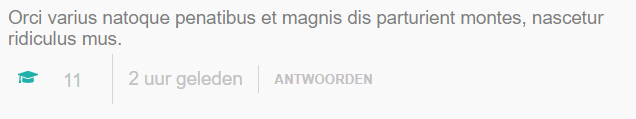 Orci varius natoque penatibus et magnis dis parturient montes, nascetur
ridiculus mus.
11 2 uur geleden ANTWOORDEN